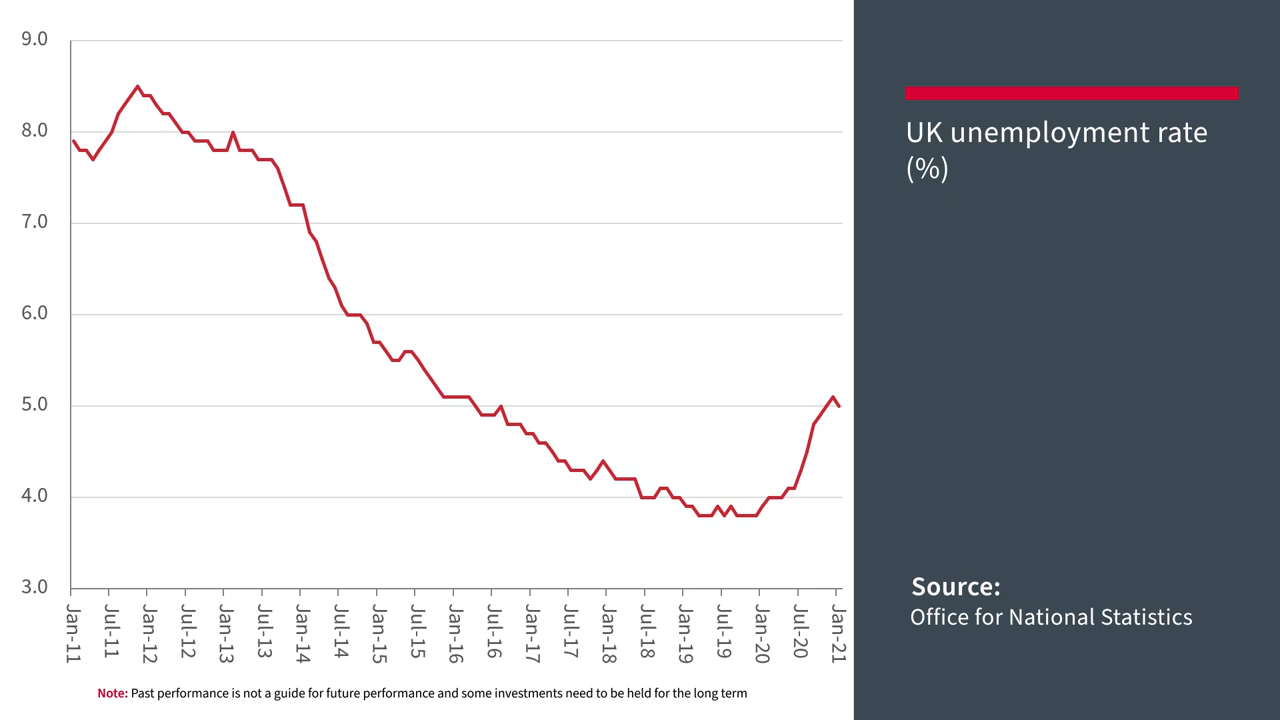 9.0
8.0
7.0
6.0
5.0
4.0
3.0
Jan-11
Jul-11
Jan-12
Jul-12
Jan-13
Jul-13
Jan-14
Jul-14
Jan-15
Jul-15
Jan-16
Jul-16
Jan-17
Jul-17
Jan-18
Jul-18
Jan-19
Jul-19
Jan-20
Jul-20
Jan-21
Note: Past performance is not a guide for future performance and some investments need to be held for the long term
UK unemployment rate
(%)
Source:
Office for National Statistics